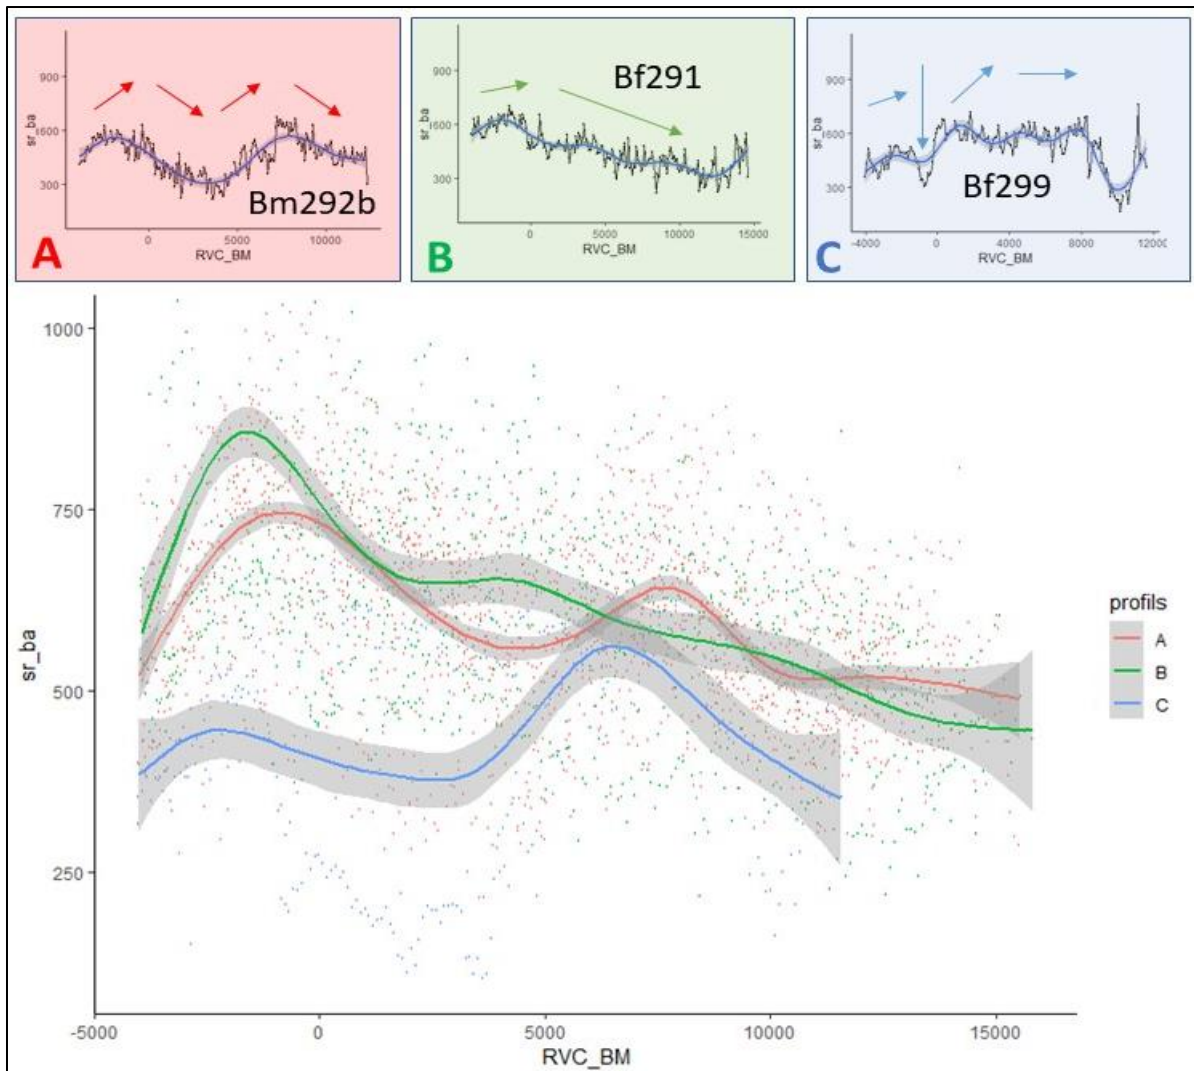 900
600
300
sr_ba
0 5000 10000
RVC_BM
Bm292b
A
900
600
300
sr_ba
0 5000 10000 15000
RVC_BM
Bf291
B
900
600
300
sr_ba
-4000 0 4000 8000 12000
RVC_BM
Bf299
C
1000
750
500
250
sr_ba
-5000 0 5000 10000 15000
RVC_BM
profils
A
B
C